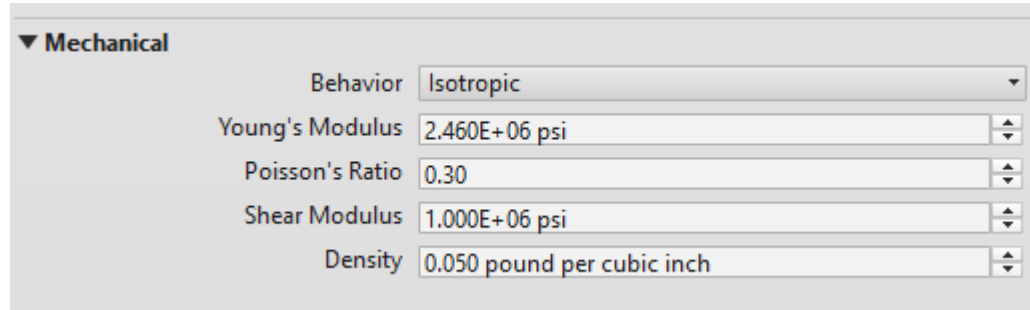 Mechanical
Behavior Isotropic
Young's Modulus 2.460E+06 psi
Poisson's Ratio 0.30
Shear Modulus 1.000E+06 psi
Density 0.050 pound per cubic inch